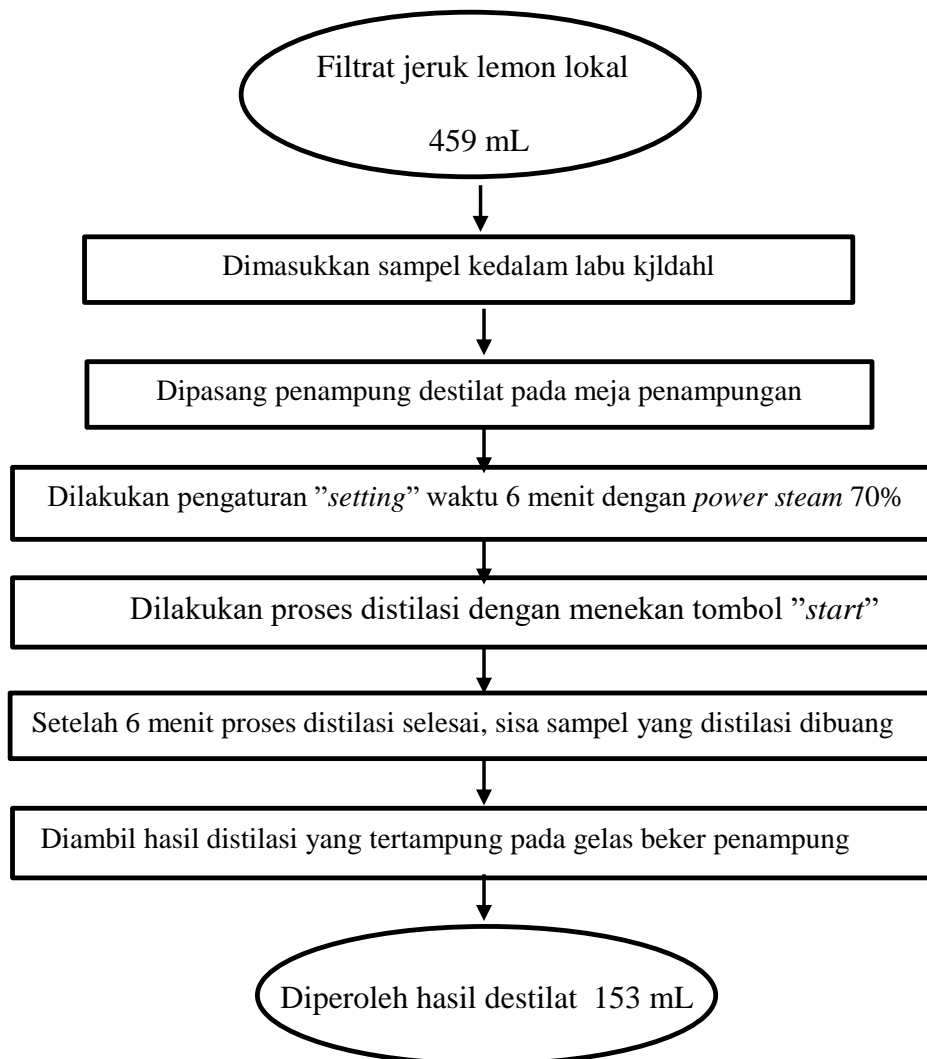 Filtrat jeruk lemon lokal
459 mL
Dimasukkan sampel kedalam labu kjldahl
Dipasang penampung destilat pada meja penampungan
Dilakukan pengaturan ”setting” waktu 6 menit dengan power steam 70%
Dilakukan proses distilasi dengan menekan tombol ”start”
Setelah 6 menit proses distilasi selesai, sisa sampel yang distilasi dibuang
Diambil hasil distilasi yang tertampung pada gelas beker penampung
Diperoleh hasil destilat 153 mL